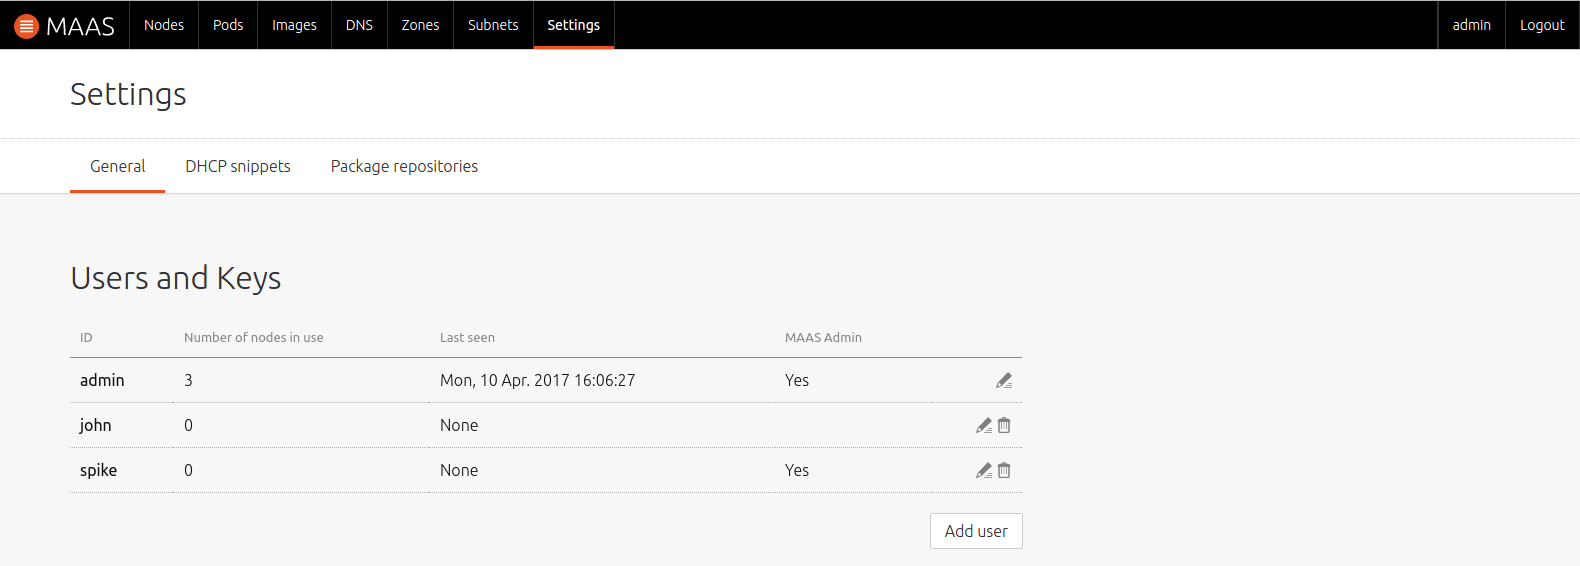 MAAS Nodes Pods Images DNS Zones Subnets Settings admin Logout
Settings
General DHCP snippets Package repositories
Users and Keys
ID Number of nodes in use Last seen MAAS Admin
admin 3 Mon, 10 Apr. 2017 16:06:27 Yes
john 0 None
spike 0 None Yes
Add user